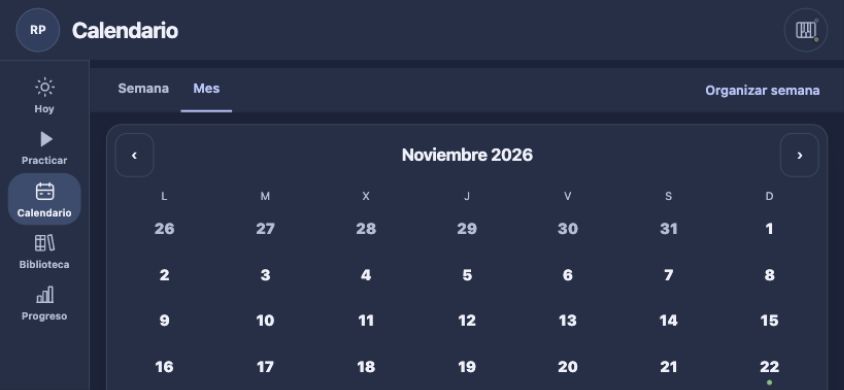 RP
Calendario
Hoy
Practicar
Calendario
Biblioteca
Progreso
Semana Mes Organizar semana
‹ Noviembre 2026 ›
L M X J V S D
26 27 28 29 30 31 1
2 3 4 5 6 7 8
9 10 11 12 13 14 15
16 17 18 19 20 21 22